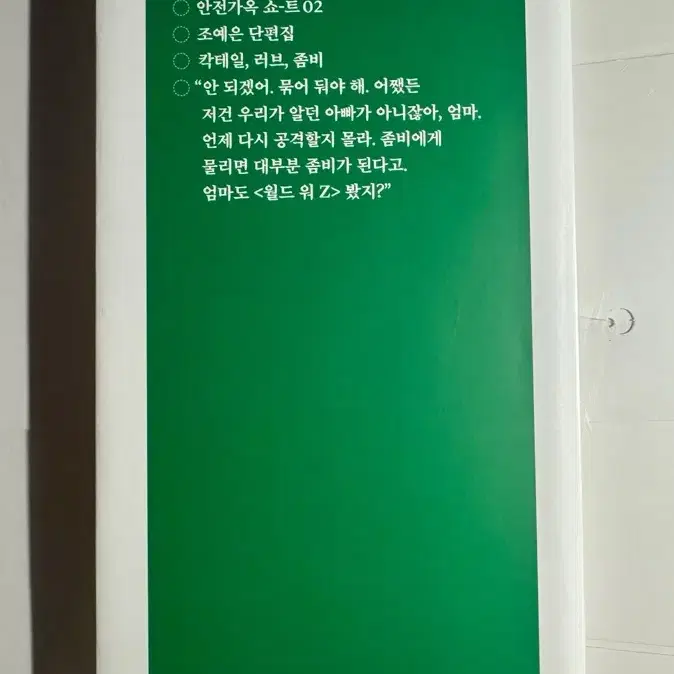 안전가옥 쇼-트 02
조예은 단편집
칵테일, 러브, 좀비
“안 되겠어. 묶어 둬야 해. 어쨌든
저건 우리가 알던 아빠가 아니잖아, 엄마.
언제 다시 공격할지 몰라. 좀비에게
물리면 대부분 좀비가 된다고.
엄마도 <월드 워 Z> 봤지?”